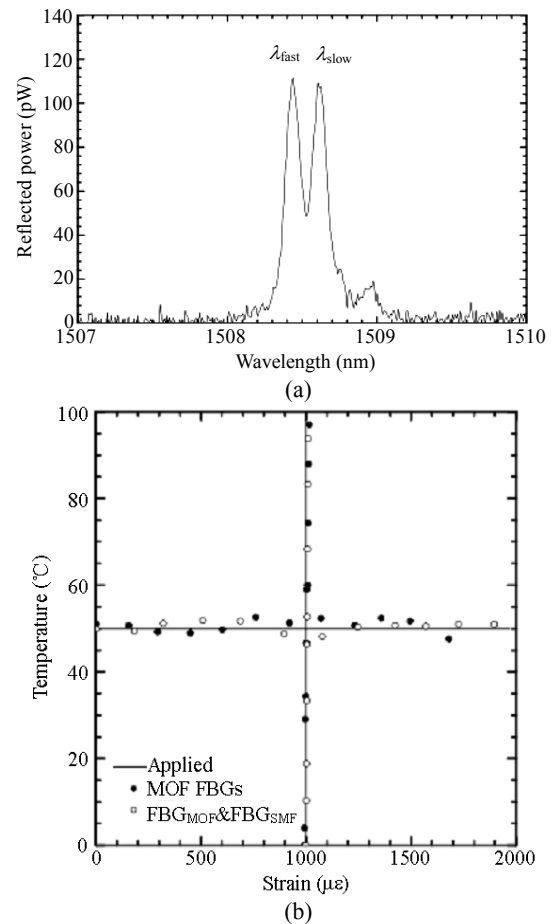 140
120
100
80
60
40
20
0
Reflected power (pW)
λfast λslow
1507 1508 1509 1510
Wavelength (nm)
(a)
100
80
60
40
20
0
Temperature (℃)
Applied
MOF FBGs
FBGMOF&FBGSMF
0 500 1000 1500 2000
Strain (με)
(b)